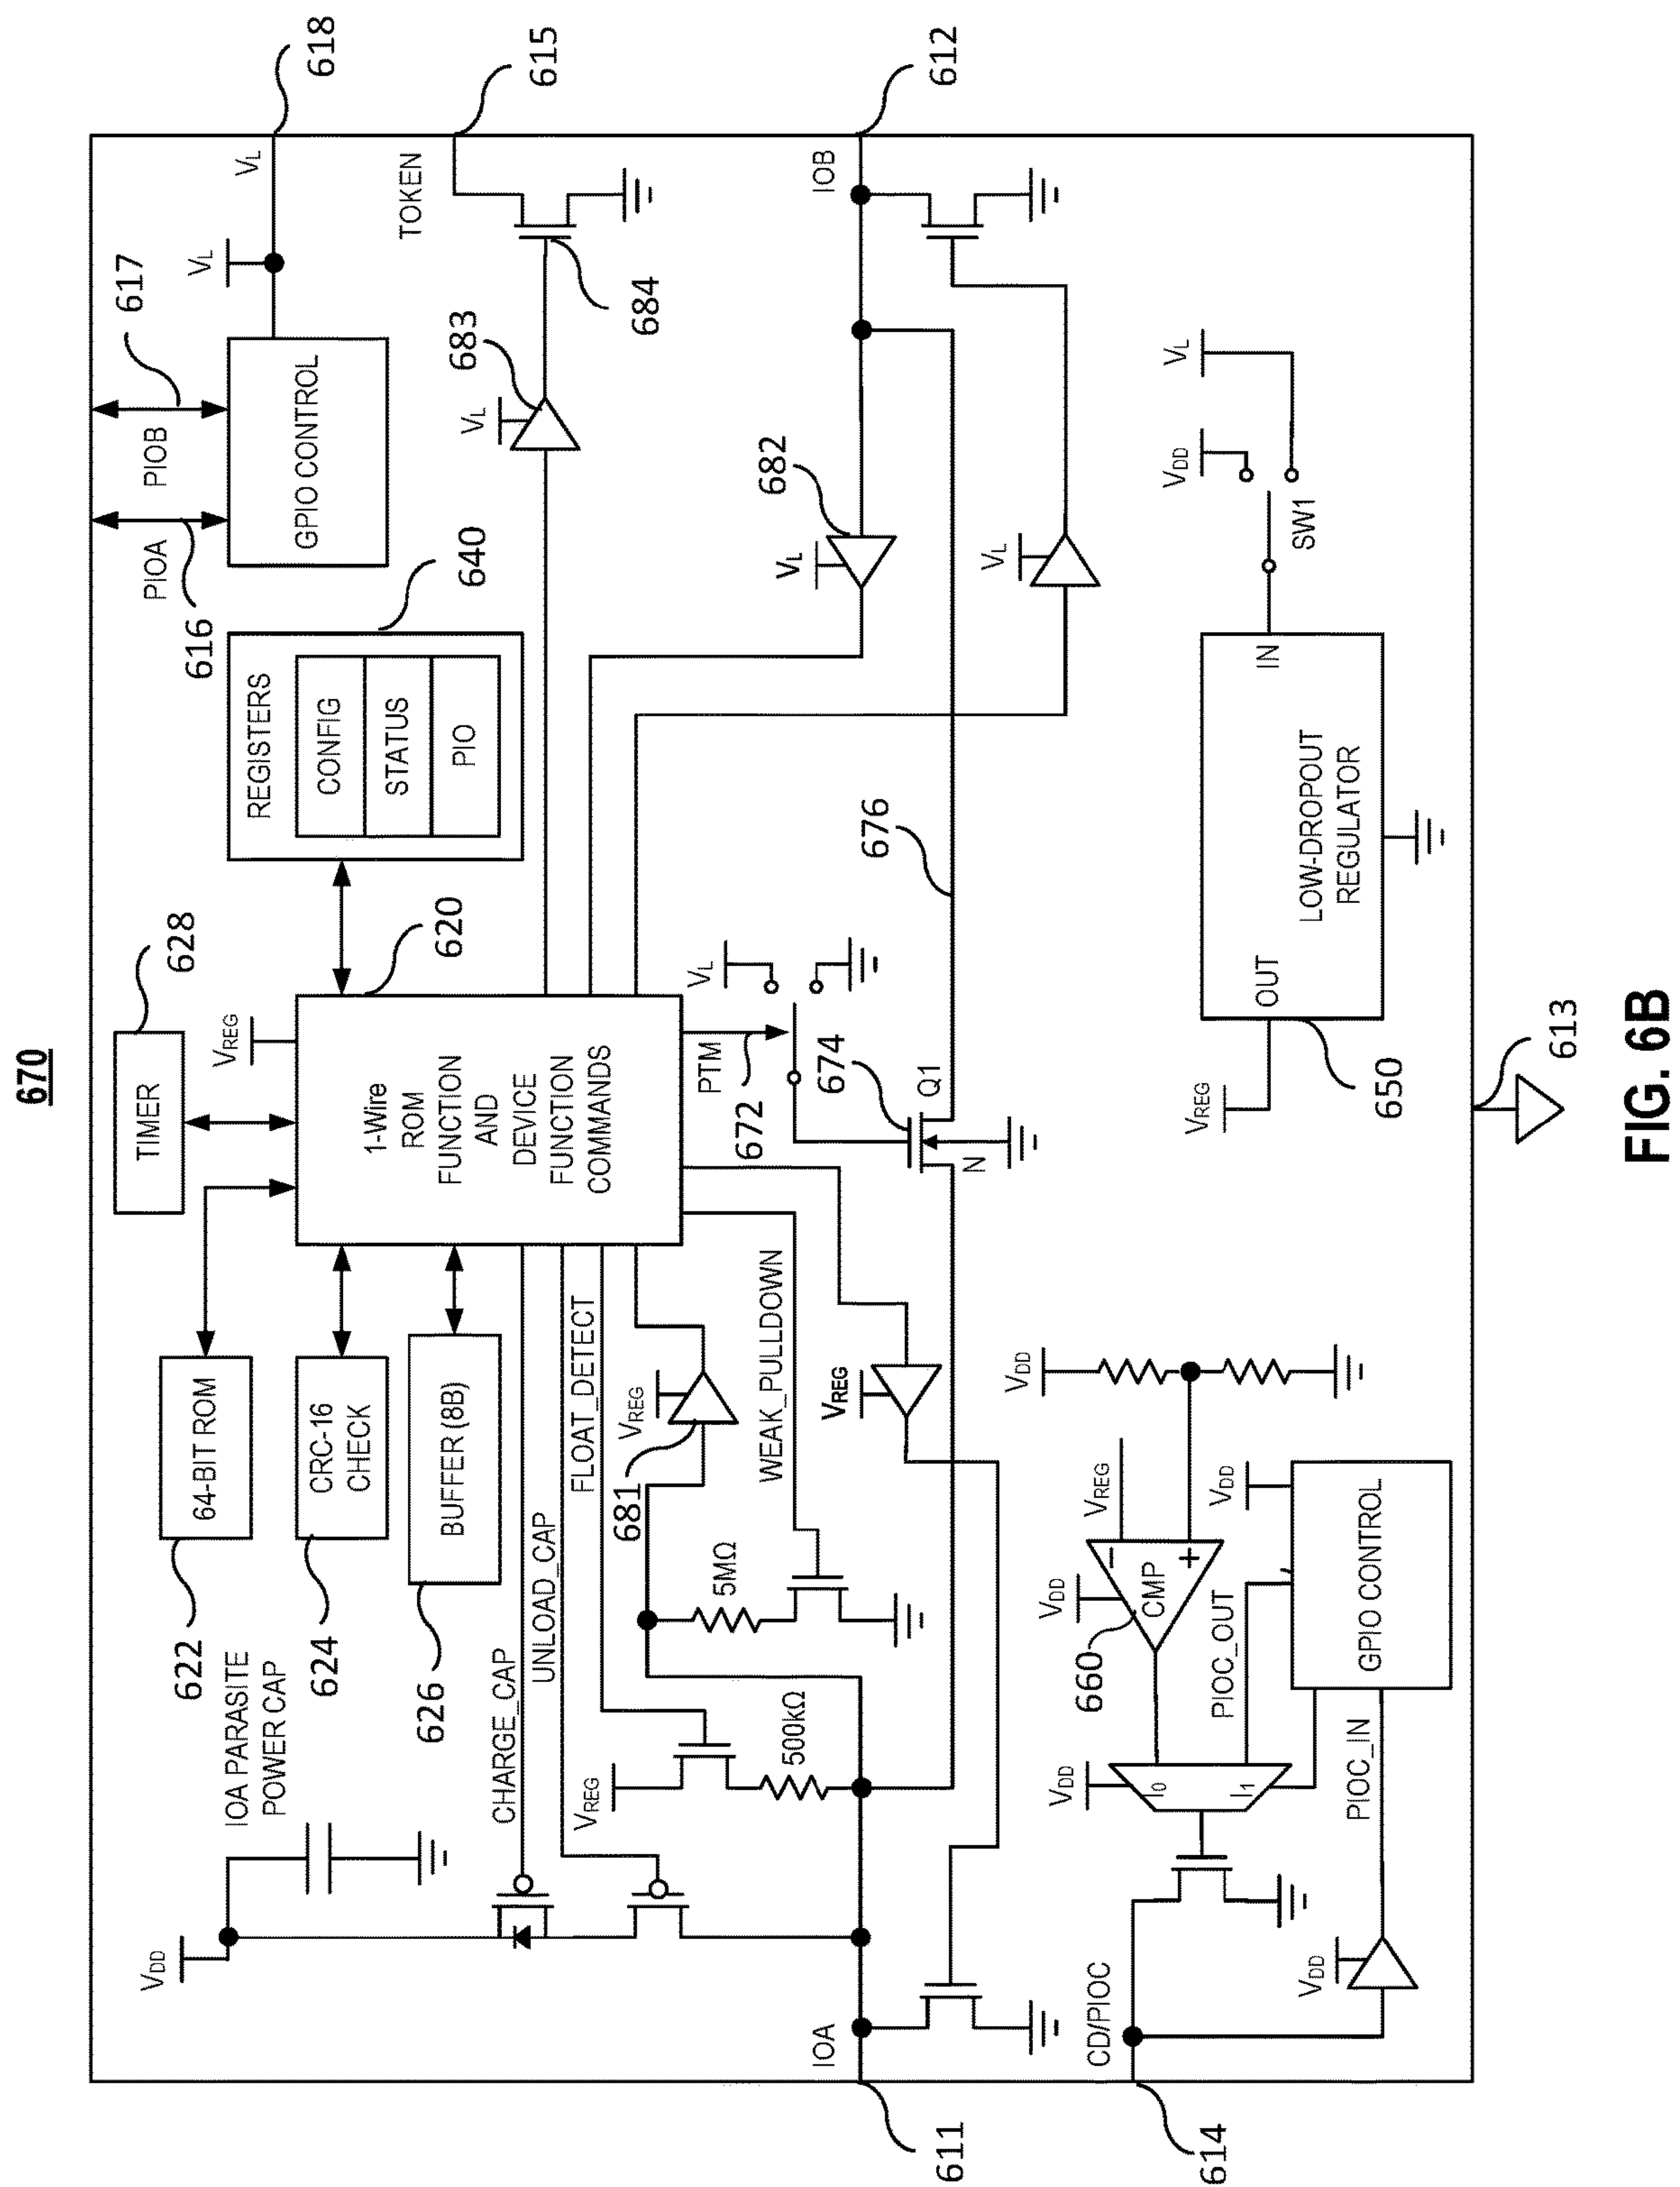 670
IOA PARASITE
POWER CAP
VDD
622
64-BIT ROM
624
CRC-16
CHECK
626
BUFFER (8B)
TIMER
628
VREG
1-Wire
ROM
FUNCTION
AND
DEVICE
FUNCTION
COMMANDS
620
REGISTERS
CONFIG
STATUS
PIO
640
616
PIOA
PIOB
617
GPIO CONTROL
VL
VL
618
TOKEN
615
VL
683
684
CHARGE_CAP
UNLOAD_CAP
FLOAT_DETECT
WEAK_PULLDOWN
VREG
500kΩ
5MΩ
681
VREG
VREG
PTM
672
VL
674
Q1
N
676
682
VL
VL
IOB
612
IOA
611
CD/PIOC
614
VDD
PIOC_IN
VDD
I0
I1
PIOC_OUT
660
VDD
CMP
−
+
VREG
VDD
VDD
GPIO CONTROL
VREG
OUT
IN
LOW-DROPOUT
REGULATOR
650
SW1
VDD
VL
613
FIG. 6B